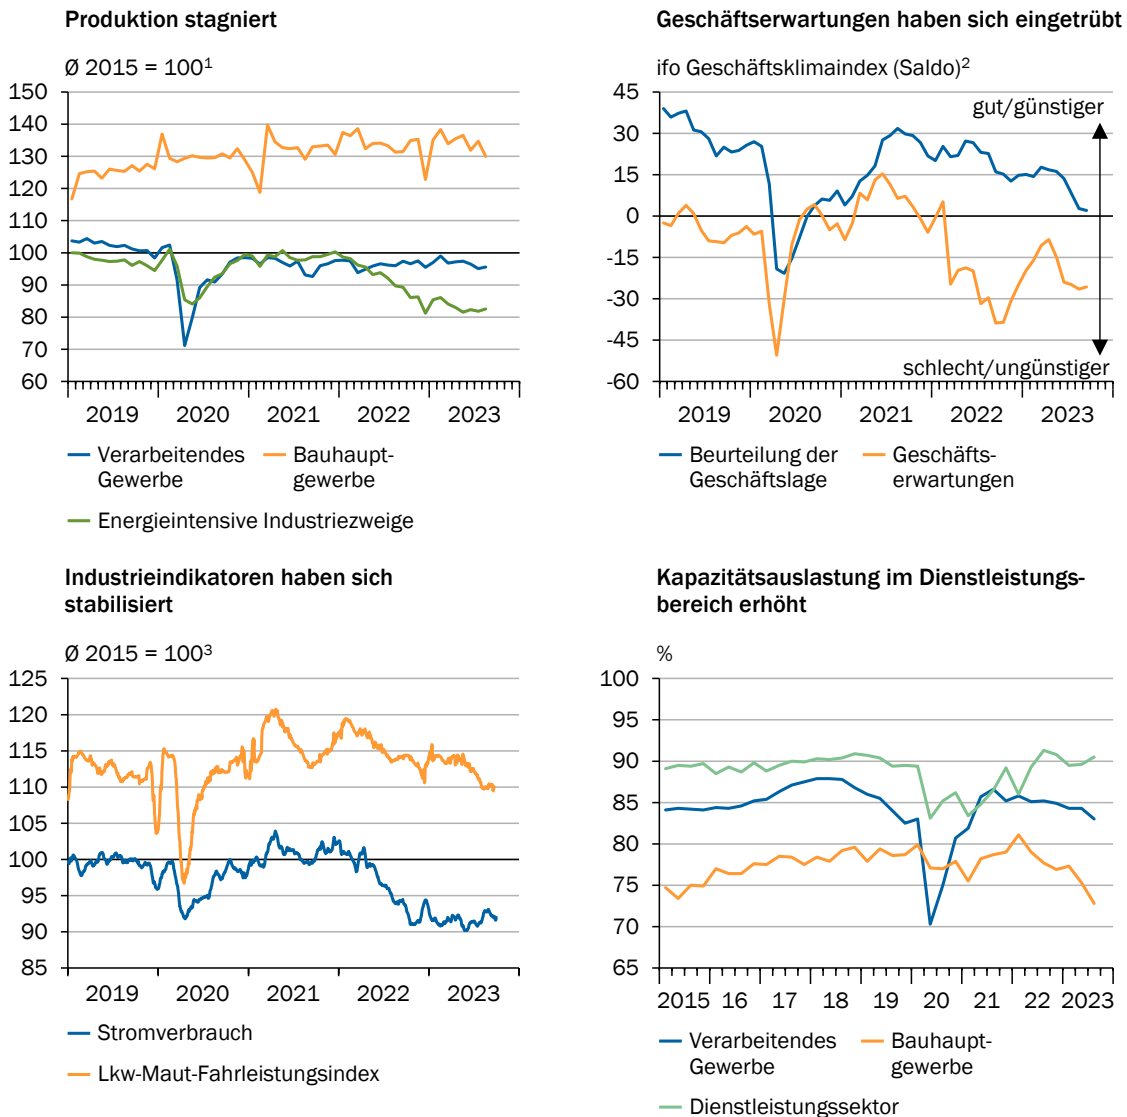 Produktion stagniert
Ø 2015 = 100¹
150
140
130
120
110
100
90
80
70
60
2019 2020 2021 2022 2023
Verarbeitendes Gewerbe
Bauhaupt-
gewerbe
Energieintensive Industriezweige
Geschäftserwartungen haben sich eingetrübt
ifo Geschäftsklimaindex (Saldo)²
45
30
15
0
-15
-30
-45
-60
gut/günstiger
schlecht/ungünstiger
2019 2020 2021 2022 2023
Beurteilung der
Geschäftslage
Geschäfts-
erwartungen
Industrieindikatoren haben sich
stabilisiert
Ø 2015 = 100³
125
120
115
110
105
100
95
90
85
2019 2020 2021 2022 2023
Stromverbrauch
Lkw-Maut-Fahrleistungsindex
Kapazitätsauslastung im Dienstleistungs-
bereich erhöht
%
100
95
90
85
80
75
70
65
2015 16 17 18 19 20 21 22 2023
Verarbeitendes
Gewerbe
Bauhaupt-
gewerbe
Dienstleistungssektor